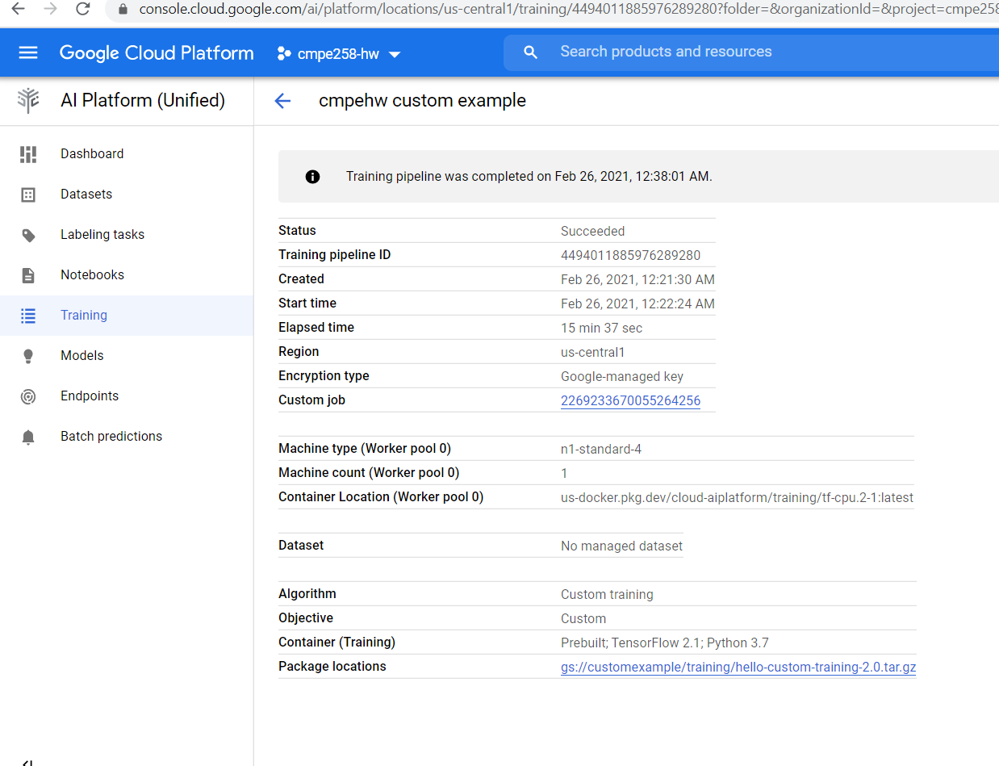 console.cloud.google.com/ai/platform/locations/us-central1/training/4494011885976289280?folder=&organizationId=&project=cmpe258
Google Cloud Platform cmpe258-hw Search products and resources
AI Platform (Unified)
cmpehw custom example
Dashboard
Datasets
Labeling tasks
Notebooks
Training
Models
Endpoints
Batch predictions
Training pipeline was completed on Feb 26, 2021, 12:38:01 AM.
Status Succeeded
Training pipeline ID 4494011885976289280
Created Feb 26, 2021, 12:21:30 AM
Start time Feb 26, 2021, 12:22:24 AM
Elapsed time 15 min 37 sec
Region us-central1
Encryption type Google-managed key
Custom job 2269233670055264256
Machine type (Worker pool 0) n1-standard-4
Machine count (Worker pool 0) 1
Container Location (Worker pool 0) us-docker.pkg.dev/cloud-aiplatform/training/tf-cpu.2-1:latest
Dataset No managed dataset
Algorithm Custom training
Objective Custom
Container (Training) Prebuilt; TensorFlow 2.1; Python 3.7
Package locations gs://customexample/training/hello-custom-training-2.0.tar.gz